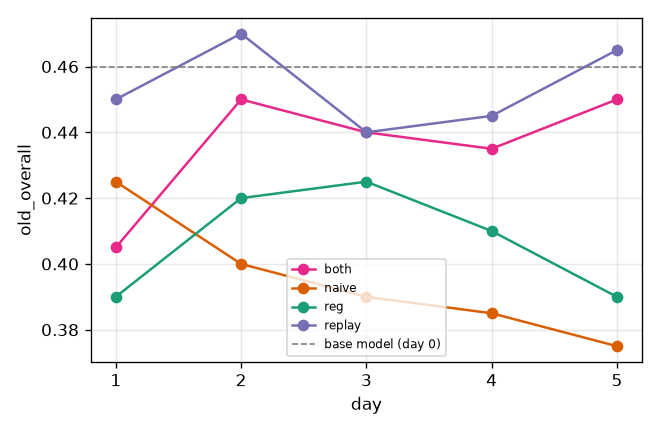 0.46
0.44
0.42
0.40
0.38
old_overall
both
naive
reg
replay
base model (day 0)
1 2 3 4 5
day